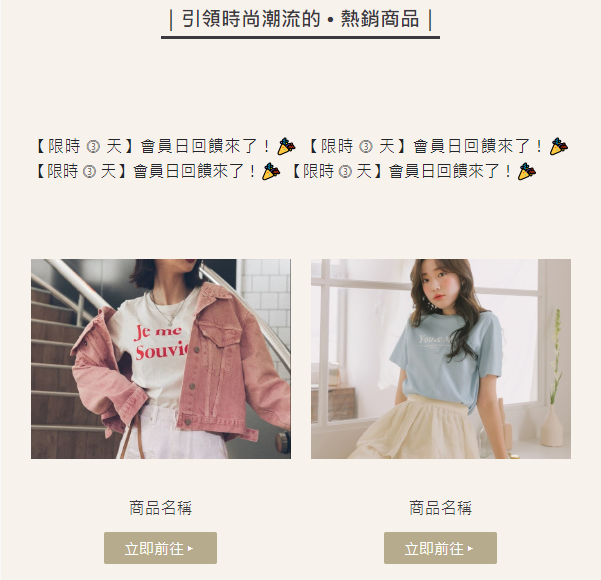 ｜引領時尚潮流的 • 熱銷商品｜
【限時 ③ 天】會員日回饋來了！🎉 【限時 ③ 天】會員日回饋來了！🎉
【限時 ③ 天】會員日回饋來了！🎉 【限時 ③ 天】會員日回饋來了！🎉
Je me
Souvie
商品名稱
商品名稱
立即前往 ▸
立即前往 ▸